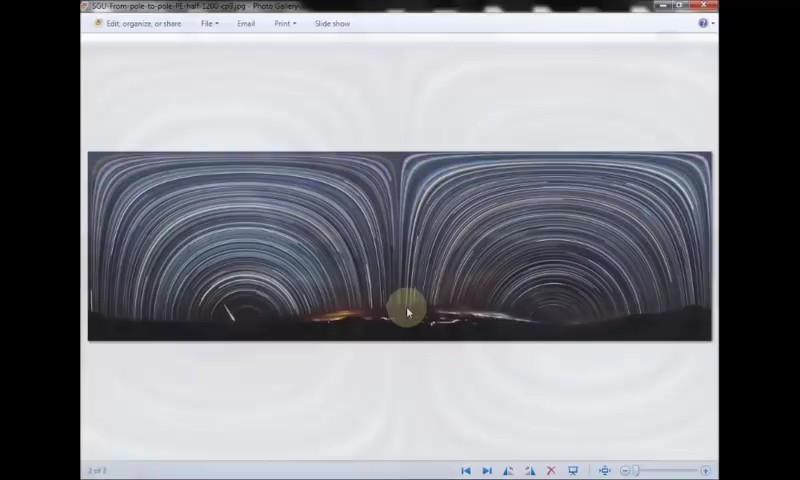 SGU-From-pole-to-pole-PE-half-1200-cp3.jpg - Photo Gallery
Edit, organize, or share
File
Email
Print
Slide show
2 of 3